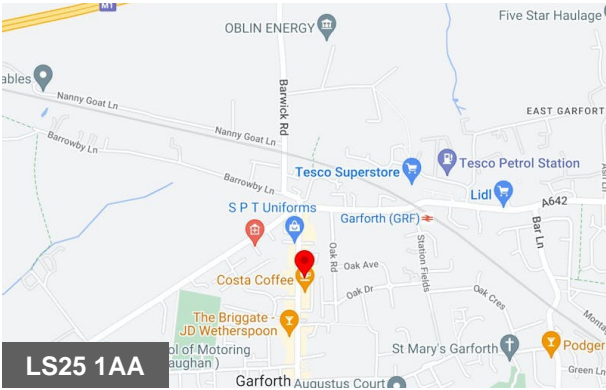 M1
OBLIN ENERGY
Five Star Haulage
ables
Barwick Rd
Nanny Goat Ln
Nanny Goat Ln
EAST GARFORT
Barrowby Ln
Barrowby Ln
Tesco Superstore
Tesco Petrol Station
Lidl
A642
S P T Uniforms
Garforth (GRF)
Bar Ln
Oak Rd
Station Fields
Costa Coffee
Oak Ave
Oak Dr
Oak Cres
The Briggate -
JD Wetherspoon
ol of Motoring
aughan )
St Mary's Garforth
Podger
Green Ln
LS25 1AA
Garforth
Augustus Court